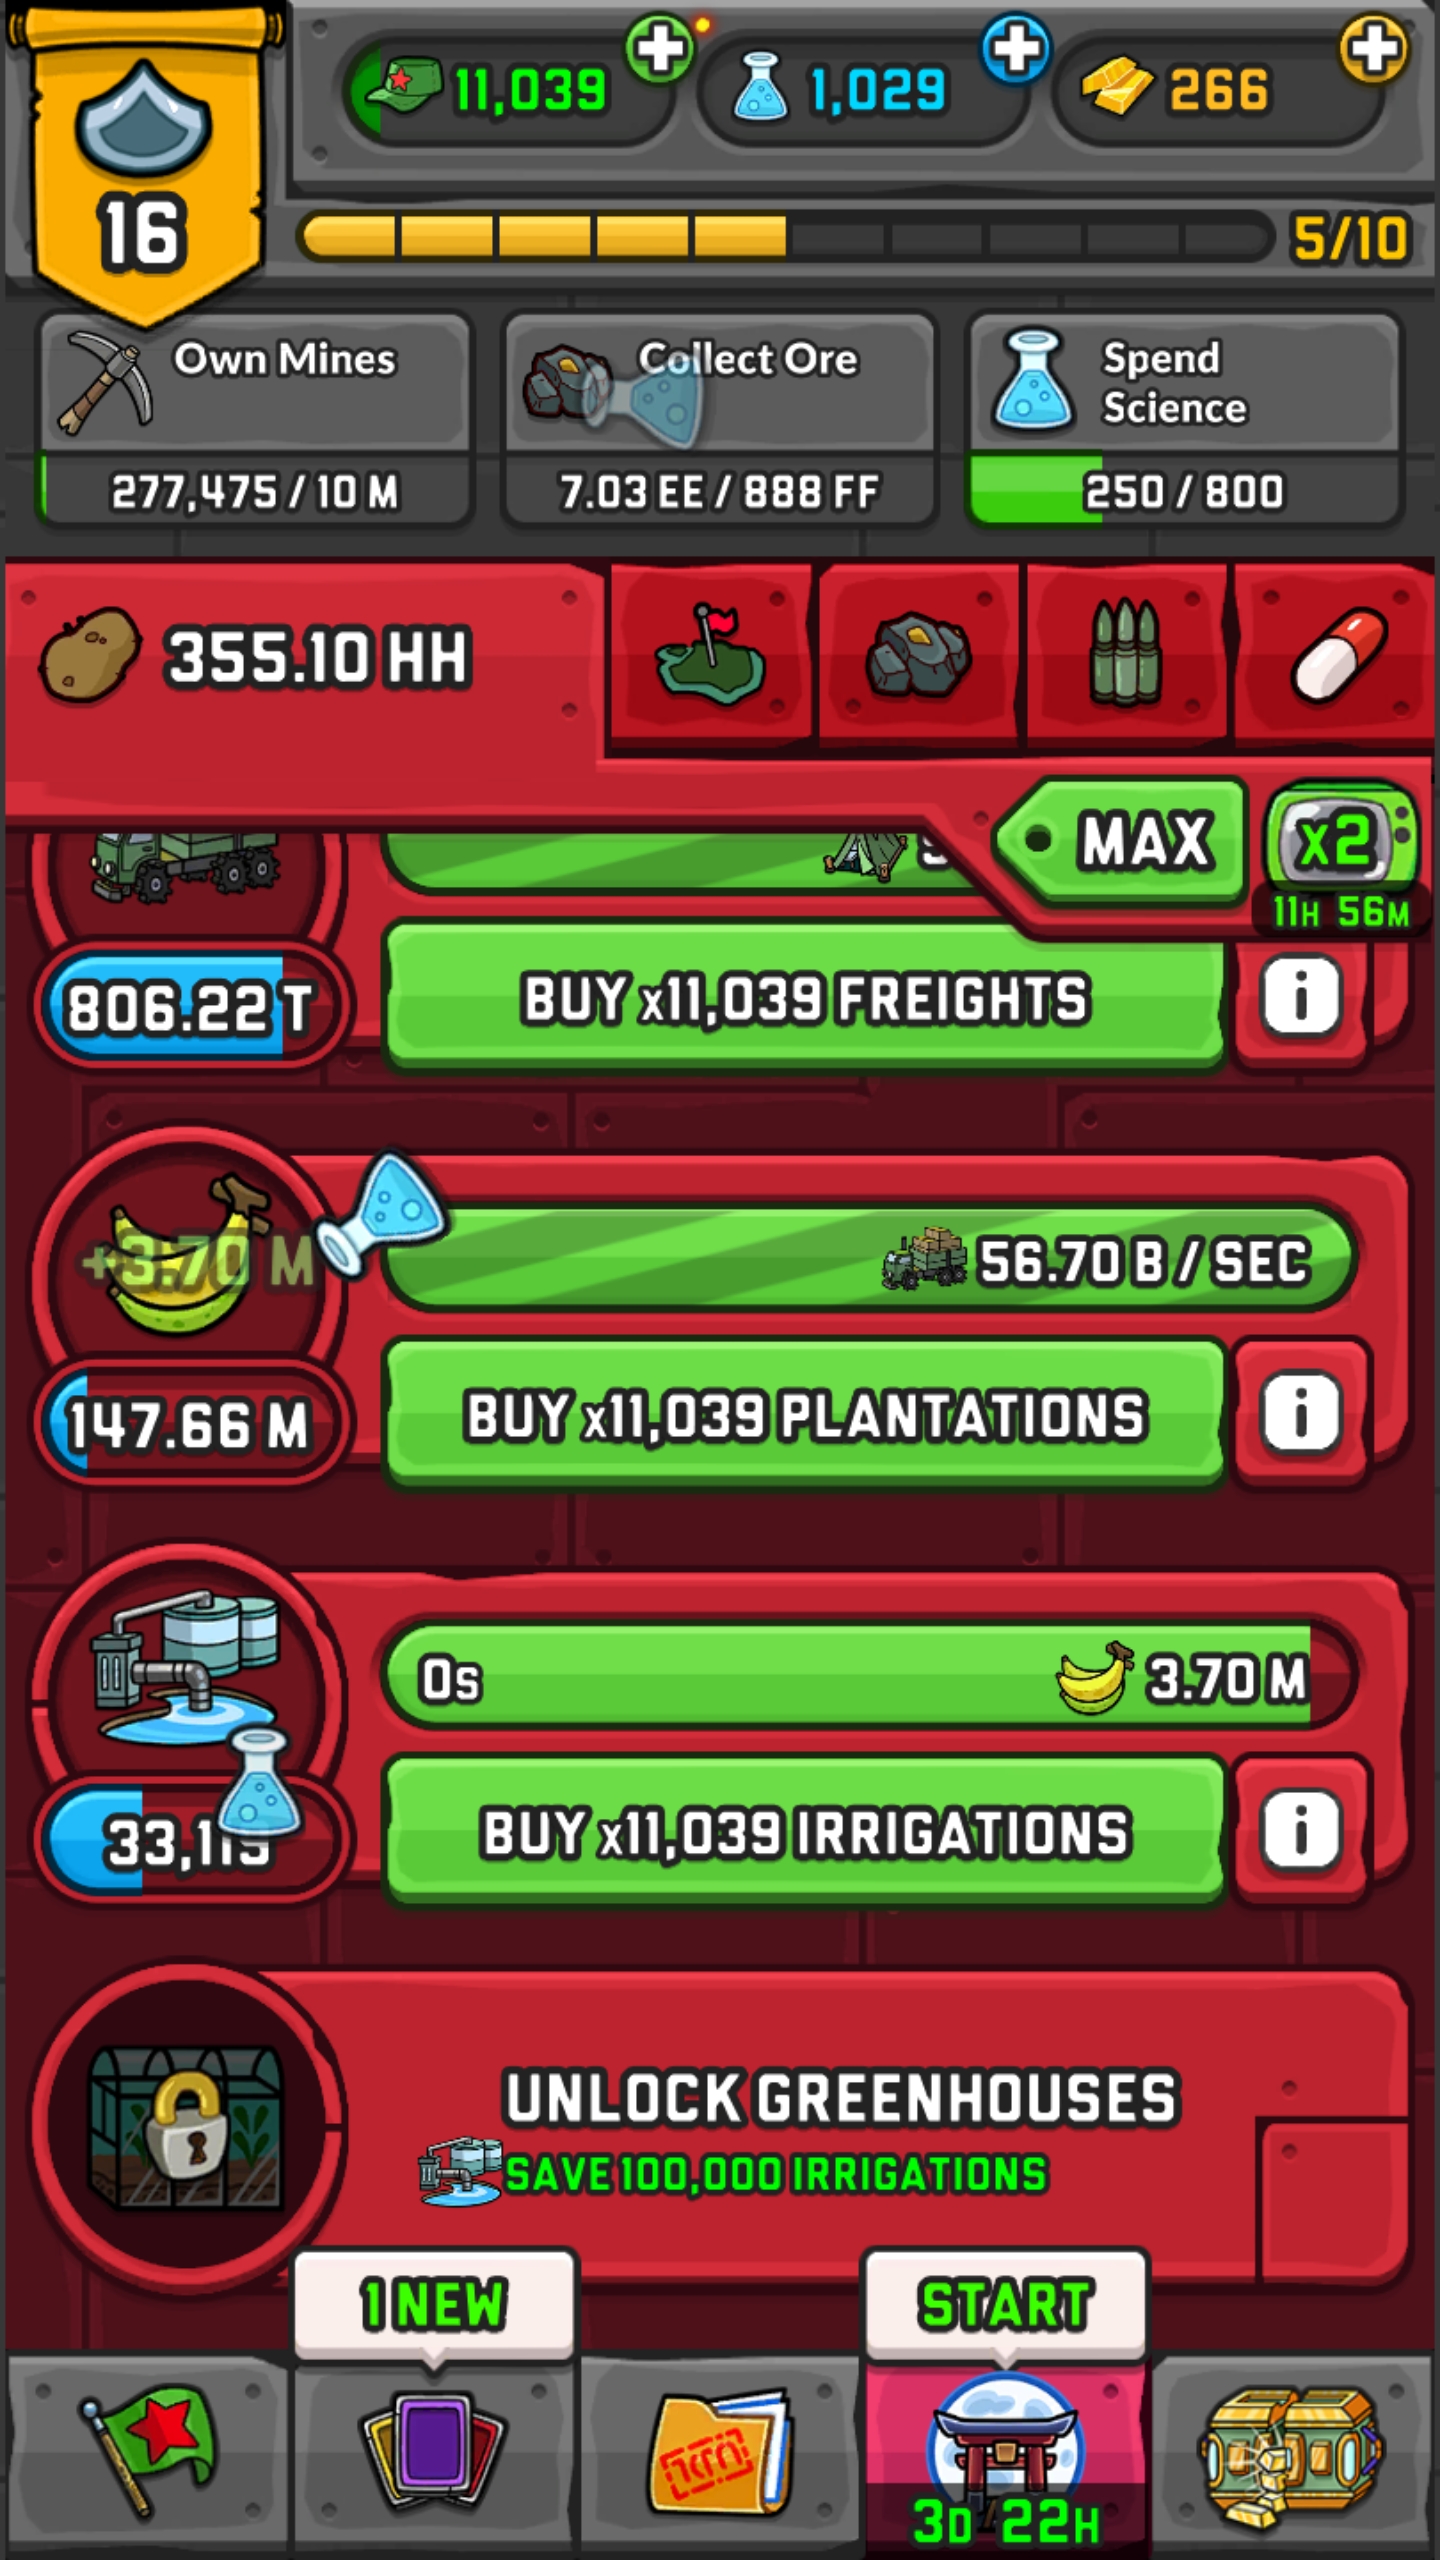 11,039
1,029
266
16
5/10
Own Mines
277,475 / 10 M
Collect Ore
7.03 EE / 888 FF
Spend
Science
250 / 800
355.10 HH
MAX
x2
11H 56M
806.22 T
BUY x11,039 FREIGHTS
+3.70 M
56.70 B / SEC
147.66 M
BUY x11,039 PLANTATIONS
0s
3.70 M
BUY x11,039 IRRIGATIONS
UNLOCK GREENHOUSES
SAVE 100,000 IRRIGATIONS
1 NEW
START
3D 22H